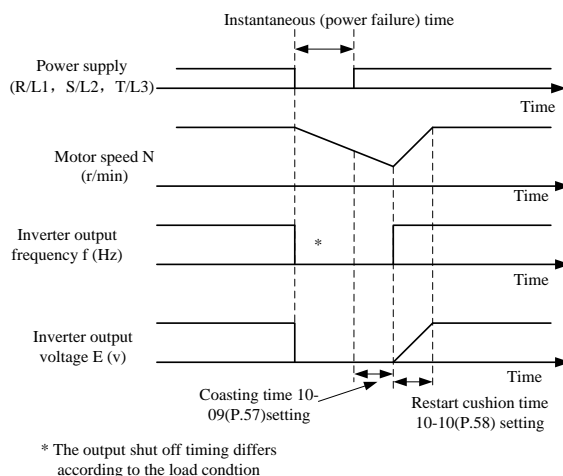 Instantaneous (power failure) time
Power supply
(R/L1，S/L2，T/L3)
Time
Motor speed N
(r/min)
Time
Inverter output
frequency f (Hz)
*
Time
Inverter output
voltage E (v)
Time
Coasting time 10-
09(P.57)setting
Restart cushion time
10-10(P.58) setting
* The output shut off timing differs
according to the load condtion